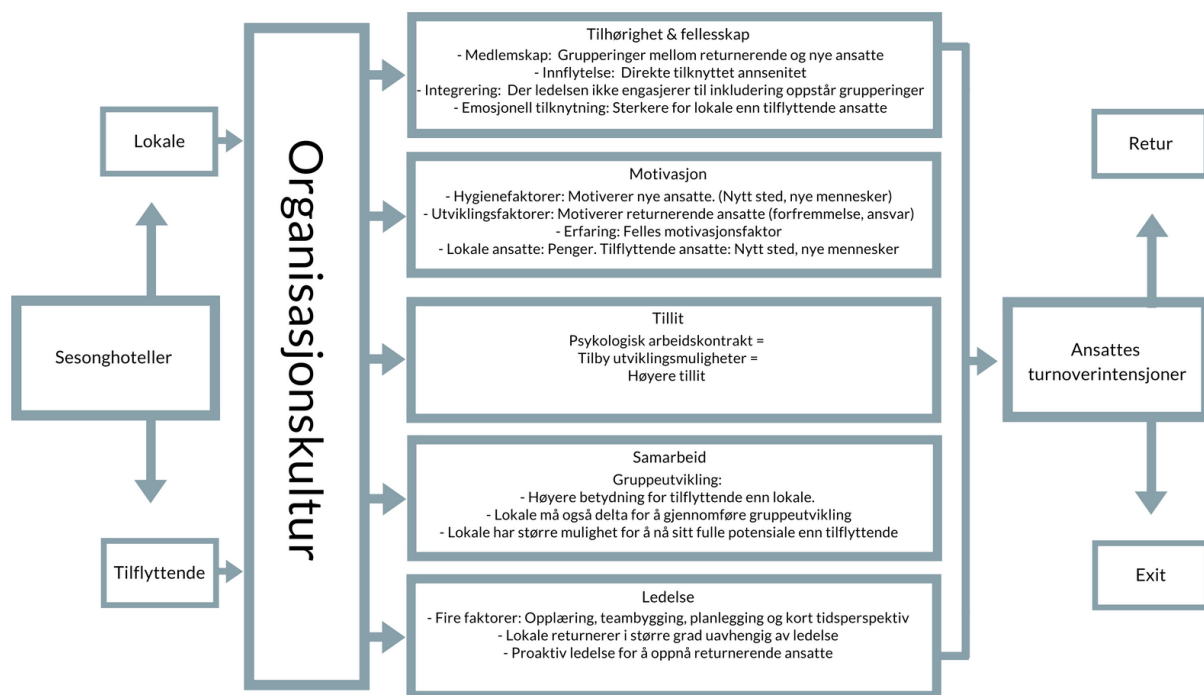 Sesonghoteller
Lokale
Tilflyttende
Organisasjonskultur
Tilhørighet & fellesskap
- Medlemskap: Grupperinger mellom returnerende og nye ansatte
- Innflytelse: Direkte tilknyttet annsenitet
- Integrering: Der ledelsen ikke engasjerer til inkludering oppstår grupperinger
- Emosjonell tilknytning: Sterkere for lokale enn tilflyttende ansatte
Motivasjon
- Hygienefaktorer: Motiverer nye ansatte. (Nytt sted, nye mennesker)
- Utviklingsfaktorer: Motiverer returnerende ansatte (forfremmelse, ansvar)
- Erfaring: Felles motivasjonsfaktor
- Lokale ansatte: Penger. Tilflyttende ansatte: Nytt sted, nye mennesker
Tillit
Psykologisk arbeidskontrakt =
Tilby utviklingsmuligheter =
Høyere tillit
Samarbeid
Gruppeutvikling:
- Høyere betydning for tilflyttende enn lokale.
- Lokale må også delta for å gjennomføre gruppeutvikling
- Lokale har større mulighet for å nå sitt fulle potensiale enn tilflyttende
Ledelse
- Fire faktorer: Opplæring, teambygging, planlegging og kort tidsperspektiv
- Lokale returnerer i større grad uavhengig av ledelse
- Proaktiv ledelse for å oppnå returnerende ansatte
Ansattes
turnoverintensjoner
Retur
Exit